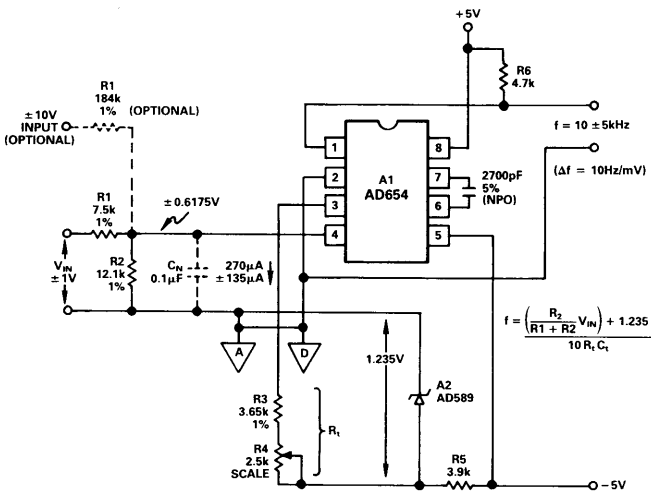 +5V
R6
4.7k
R1
184k
1%
(OPTIONAL)
±10V
INPUT
(OPTIONAL)
1
2
3
4
8
7
6
5
A1
AD654
2700pF
5%
(NPO)
f = 10 ±5kHz
(Δf = 10Hz/mV)
R1
7.5k
1%
±0.6175V
VIN
±1V
R2
12.1k
1%
CN
0.1μF
270μA
±135μA
A
D
1.235V
f = (R2/R1 + R2 VIN) + 1.235
10 Rt Ct
A2
AD589
R3
3.65k
1%
Rt
R4
2.5k
SCALE
R5
3.9k
−5V